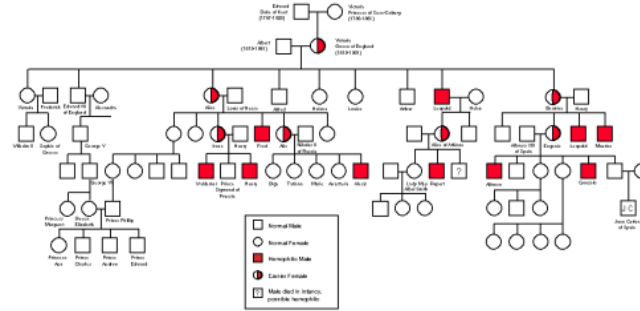 Edward
Duke of Kent
Victoria
Princess of Saxe-Coburg
Albert
Victoria
Queen of England
Victoria
Frederick
Edward VII
of England
Alexandra
Alice
Louis of Hesse
Alfred
Helena
Louise
Arthur
Leopold
Helen
Beatrice
Henry
Wilhelm II
Sophie of
Greece
George V
Irene
Henry
Fred
Alix
Nikolas II
of Russia
Alice of Athlone
Alfonso XIII
of Spain
Eugenie
Leopold
Maurice
George VI
Waldemar
Prince
Sigismund of
Prussia
Henry
Olga
Tatiana
Maria
Anastasia
Alexei
Lady May
Abel Smith
Rupert
?
Alfonso
Gonzalo
Princess
Margaret
Queen
Elizabeth
Prince Philip
J C
Juan Carlos
of Spain
Princess
Ann
Prince
Charles
Prince
Andrew
Prince
Edward
Normal Male
Normal Female
Hemophilic Male
Carrier Female
? Male died in infancy,
possible hemophilic